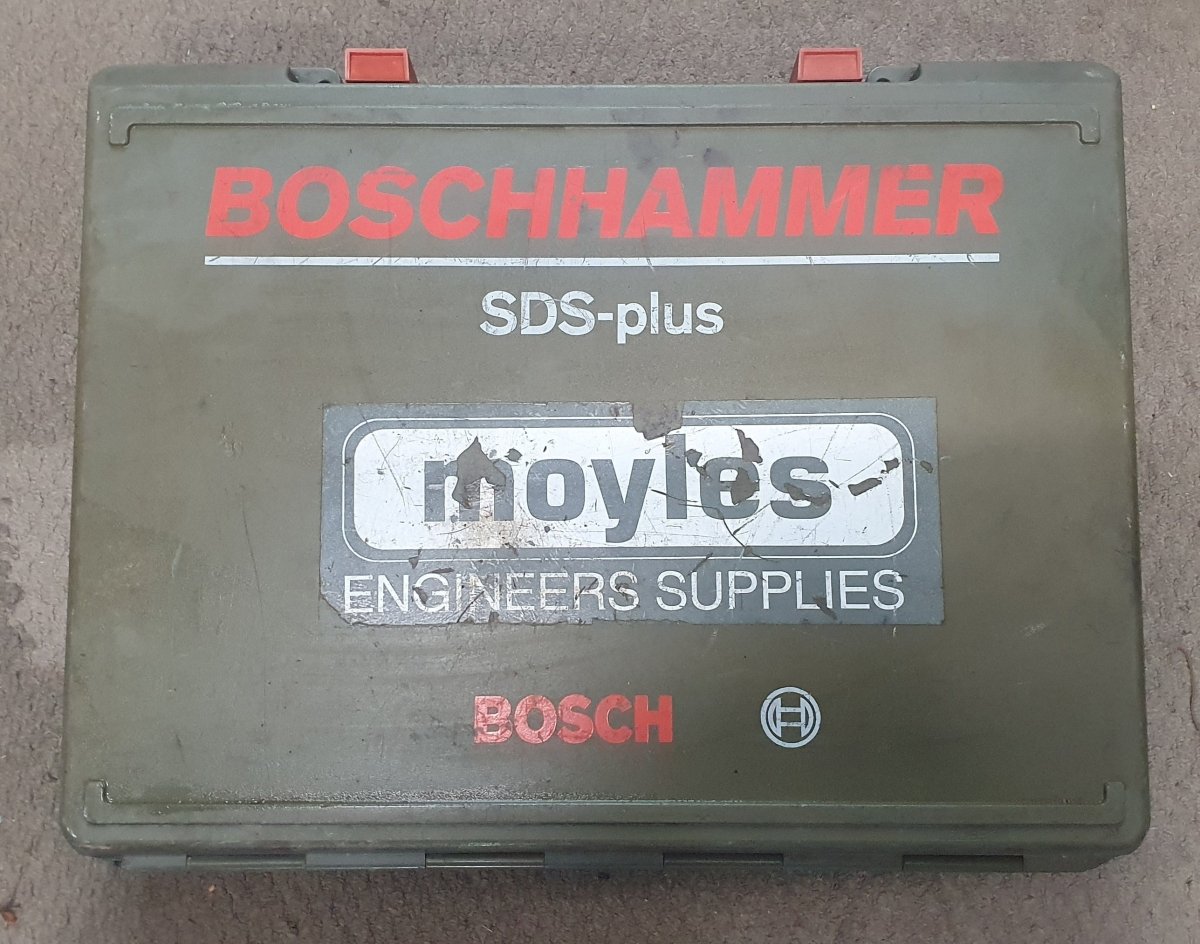 BOSCHHAMMER
SDS-plus
moyles
ENGINEERS SUPPLIES
BOSCH